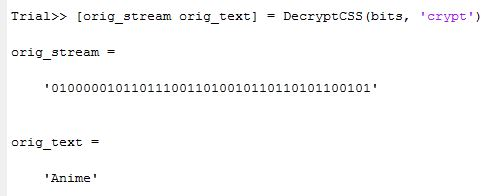 Trial>> [orig_stream orig_text] = DecryptCSS(bits, 'crypt')
orig_stream =
'0100000101101110011010010110110101100101'
orig_text =
'Anime'